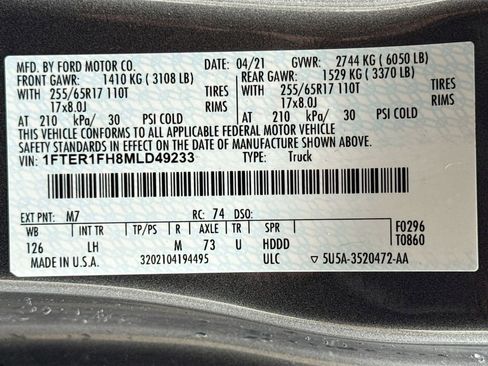 MFD. BY FORD MOTOR CO. 04/21 GVWR: 2744 KG (6050 LB)
FRONT GAWR: 1410 KG (3108 LB) REAR GAWR: 1529 KG (3370 LB)
WITH 255/65R17 110T TIRES WITH 255/65R17 110T TIRES
17x8.0J RIMS 17x8.0J RIMS
AT 210 kPa/ 30 PSI COLD AT 210 kPa/ 30 PSI COLD
THIS VEHICLE CONFORMS TO ALL APPLICABLE FEDERAL MOTOR VEHICLE
SAFETY STANDARDS IN EFFECT ON THE DATE OF MANUFACTURE SHOWN ABOVE.
VIN: 1FTER1FH8MLD49233 TYPE: Truck
EXT PNT: M7 RC: 74 DSO:
WB INT TR TP/PS R AXLE TR SPR F0296
126 LH M 73 U HDDD T0860
MADE IN U.S.A. 3202104194495 ULC ▽ 5U5A-3520472-AA